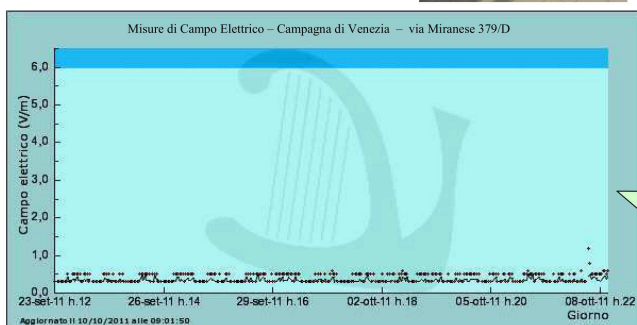 Misure di Campo Elettrico – Campagna di Venezia – via Miranese 379/D
Campo elettrico (V/m)
6,0
5,0
4,0
3,0
2,0
1,0
0,0
23-set-11 h.12 26-set-11 h.14 29-set-11 h.16 02-ott-11 h.18 05-ott-11 h.20 08-ott-11 h.22
Giorno
Aggiornato il 10/10/2011 alle 09:01:50